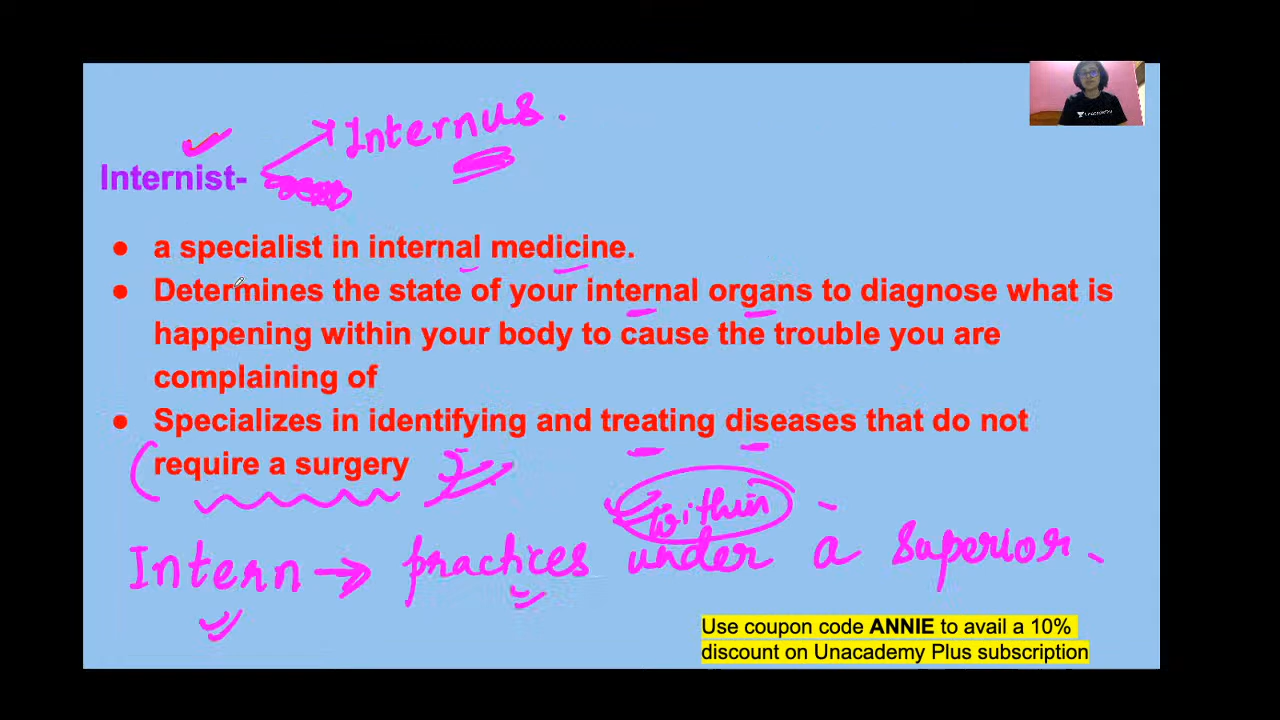 Internus.
Internist-
● a specialist in internal medicine.
● Determines the state of your internal organs to diagnose what is
happening within your body to cause the trouble you are
complaining of
● Specializes in identifying and treating diseases that do not
(require a surgery
within
Intern → practices under a superior
Use coupon code ANNIE to avail a 10%
discount on Unacademy Plus subscription